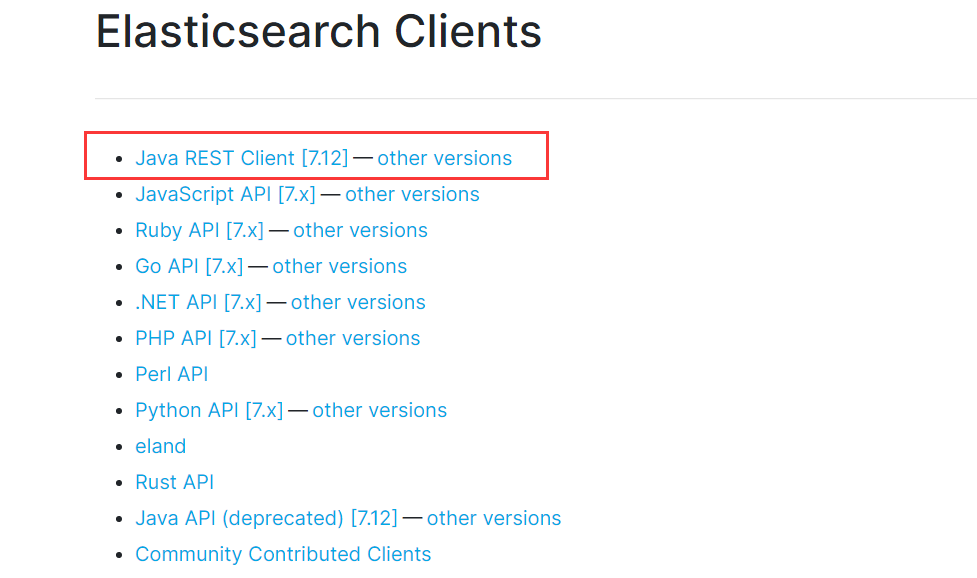 Elasticsearch Clients
Java REST Client [7.12] — other versions
JavaScript API [7.x] — other versions
Ruby API [7.x] — other versions
Go API [7.x] — other versions
.NET API [7.x] — other versions
PHP API [7.x] — other versions
Perl API
Python API [7.x] — other versions
eland
Rust API
Java API (deprecated) [7.12] — other versions
Community Contributed Clients